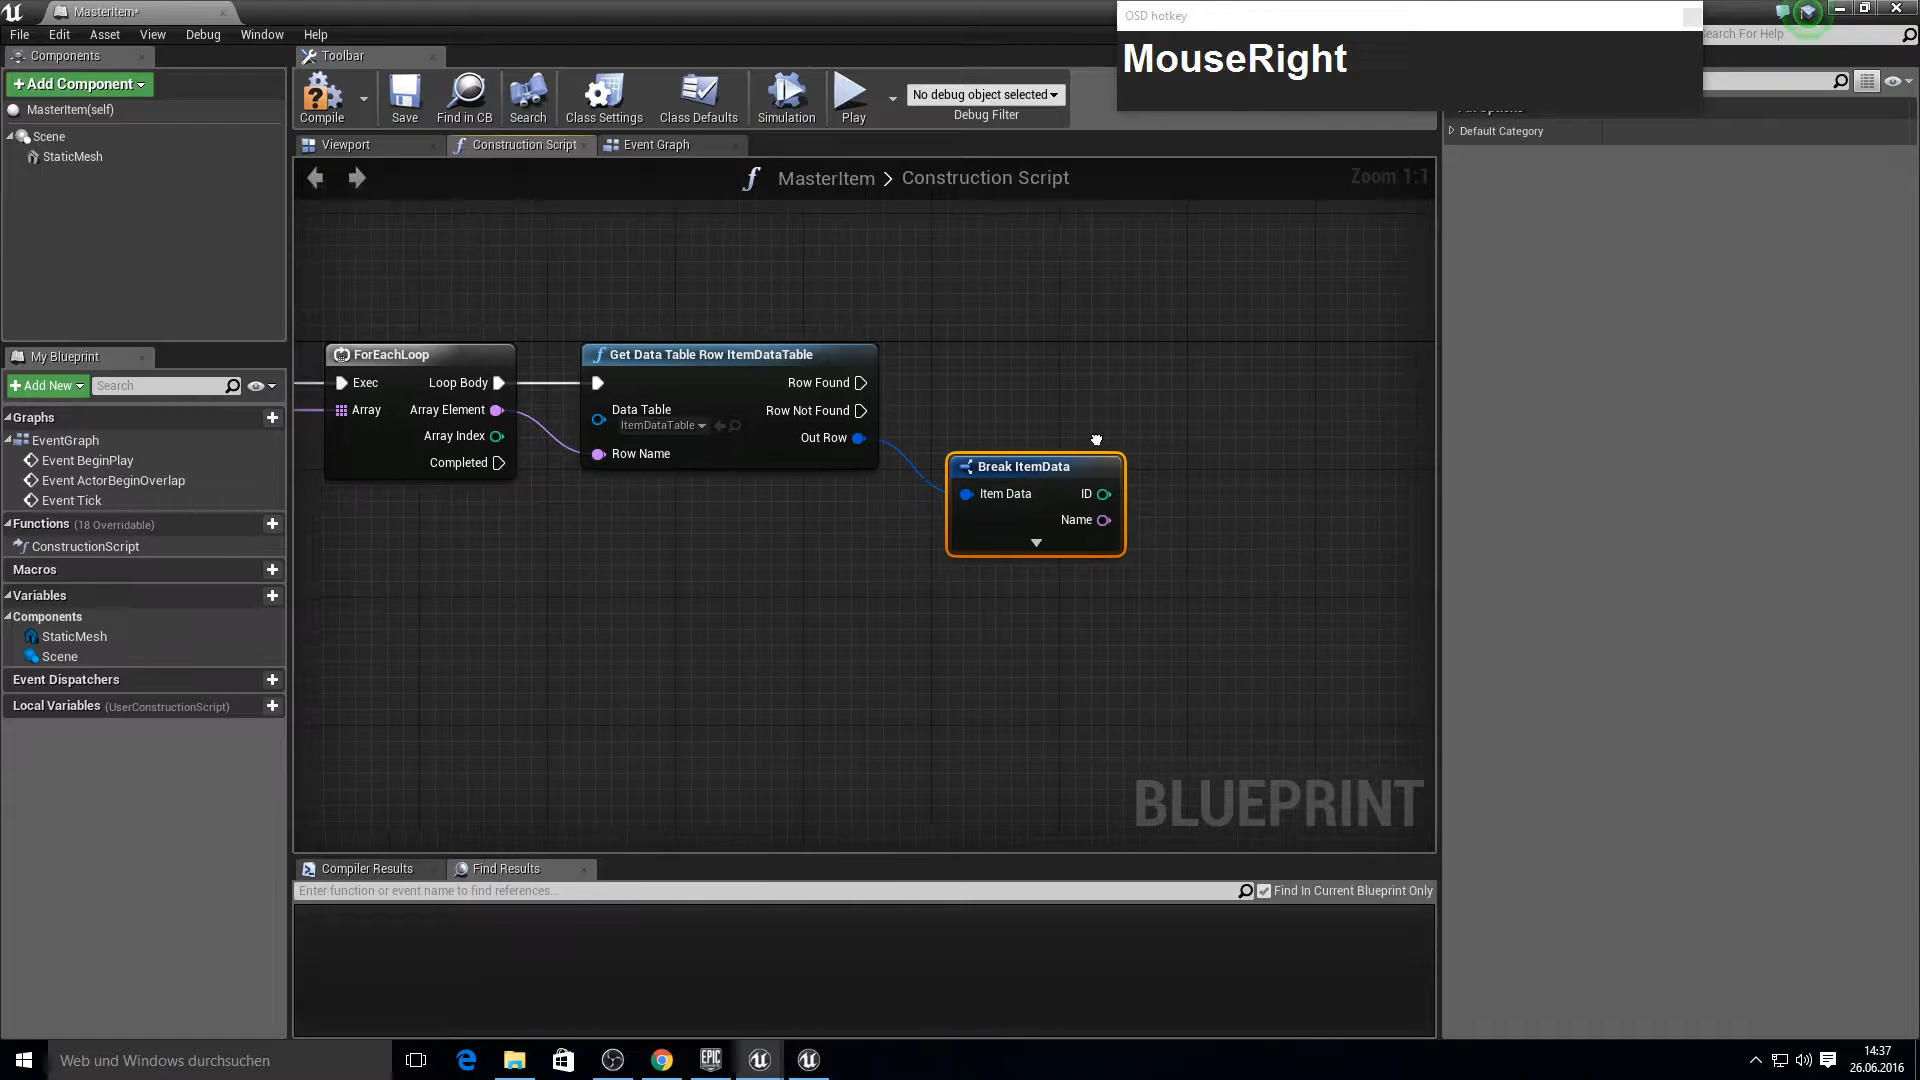 MasterItem*
OSD hotkey
MouseRight
File Edit Asset View Debug Window Help
Search For Help
Components
Toolbar
+Add Component
MasterItem(self)
Scene
StaticMesh
Compile Save Find in CB Search Class Settings Class Defaults Simulation Play
No debug object selected
Debug Filter
Default Category
Viewport Construction Script Event Graph
MasterItem > Construction Script
Zoom 1:1
My Blueprint
+Add New Search
Graphs
EventGraph
Event BeginPlay
Event ActorBeginOverlap
Event Tick
Functions (18 Overridable)
ConstructionScript
Macros
Variables
Components
StaticMesh
Scene
Event Dispatchers
Local Variables (UserConstructionScript)
ForEachLoop
Exec Loop Body
Array Array Element
Array Index
Completed
Get Data Table Row ItemDataTable
Row Found
Data Table Row Not Found
ItemDataTable
Out Row
Row Name
Break ItemData
Item Data ID
Name
BLUEPRINT
Compiler Results Find Results
Enter function or event name to find references...
Find In Current Blueprint Only
Web und Windows durchsuchen
EPIC
14:37
26.06.2016